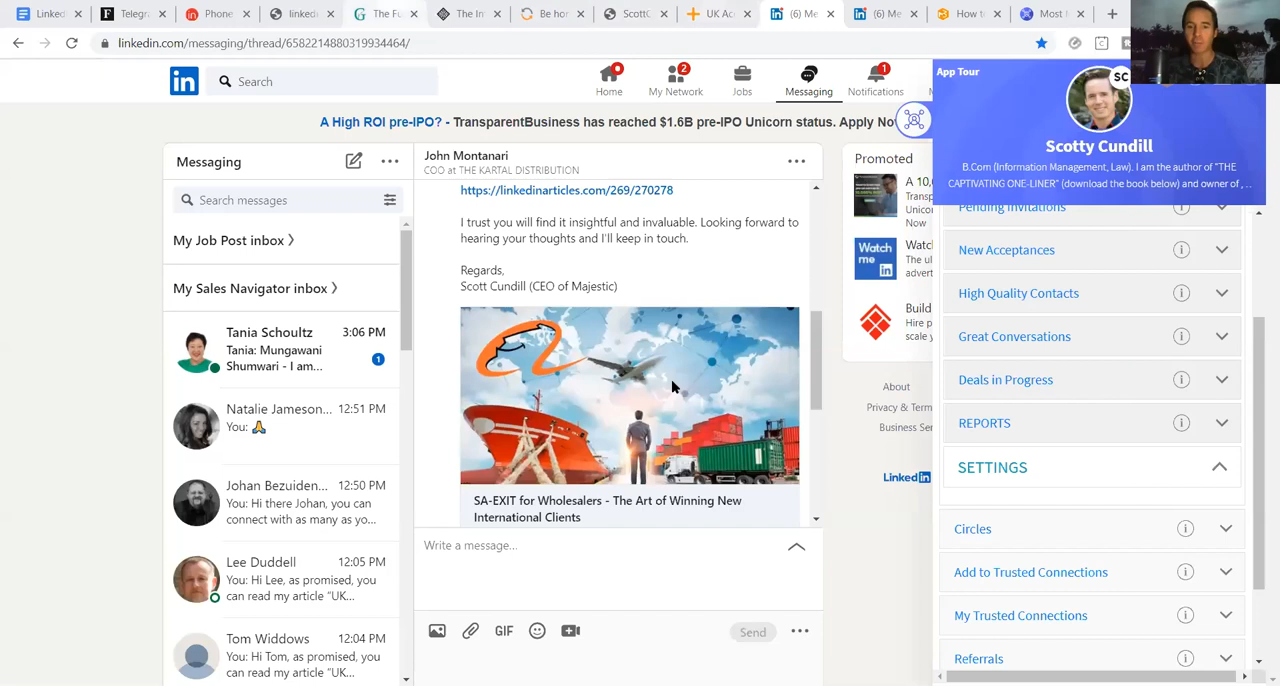 Linkedi
Telegra
Phone
linkedi
The Fu
The Im
Be hon
ScottC
UK Ac
(6) Me
(6) Me
How to
Most l
linkedin.com/messaging/thread/6582214880319934464/
in
Search
2
1
Home
My Network
Jobs
Messaging
Notifications
A High ROI pre-IPO? - TransparentBusiness has reached $1.6B pre-IPO Unicorn status. Apply No
Messaging
Search messages
My Job Post inbox
My Sales Navigator inbox
Tania Schoultz
3:06 PM
Tania: Mungawani
Shumwari - I am...
1
Natalie Jameson...
12:51 PM
You: 🙏
Johan Bezuiden...
12:50 PM
You: Hi there Johan, you can
connect with as many as yo...
Lee Duddell
12:05 PM
You: Hi Lee, as promised, you
can read my article "UK...
Tom Widdows
12:04 PM
You: Hi Tom, as promised, you
can read my article "UK...
John Montanari
COO at THE KARTAL DISTRIBUTION
https://linkedinarticles.com/269/270278
I trust you will find it insightful and invaluable. Looking forward to
hearing your thoughts and I'll keep in touch.
Regards,
Scott Cundill (CEO of Majestic)
SA-EXIT for Wholesalers - The Art of Winning New
International Clients
Write a message...
GIF
Send
Promoted
A 10,
Transp
Unico
Now
Watch
me
in
Watc
The ul
advert
Build
Hire p
scale y
About
Privacy & Term
Business Ser
Linkedin
App Tour
SC
Scotty Cundill
B.Com (Information Management, Law). I am the author of "THE
CAPTIVATING ONE-LINER" (download the book below) and owner of , ...
Pending Invitations
New Acceptances
High Quality Contacts
Great Conversations
Deals in Progress
REPORTS
SETTINGS
Circles
Add to Trusted Connections
My Trusted Connections
Referrals